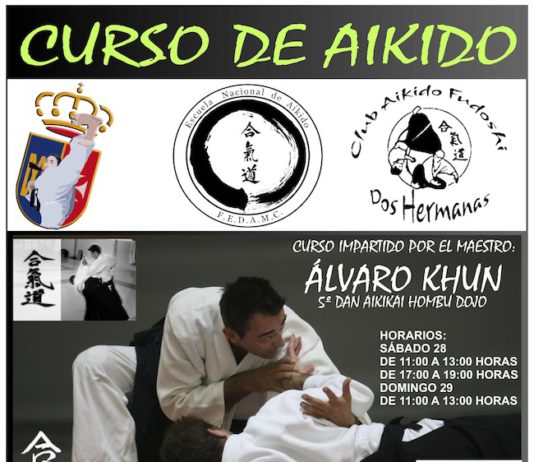 CURSO DE AIKIDO
Escuela Nacional de Aikido
合氣道
F.E.D.A.M.C.
Club Aikido Fudoshi
合氣道
Dos Hermanas
合氣道
CURSO IMPARTIDO POR EL MAESTRO:
ÁLVARO KHUN
5º DAN AIKIKAI HOMBU DOJO
HORARIOS:
SÁBADO 28
DE 11:00 A 13:00 HORAS
DE 17:00 A 19:00 HORAS
DOMINGO 29
DE 11:00 A 13:00 HORAS
合